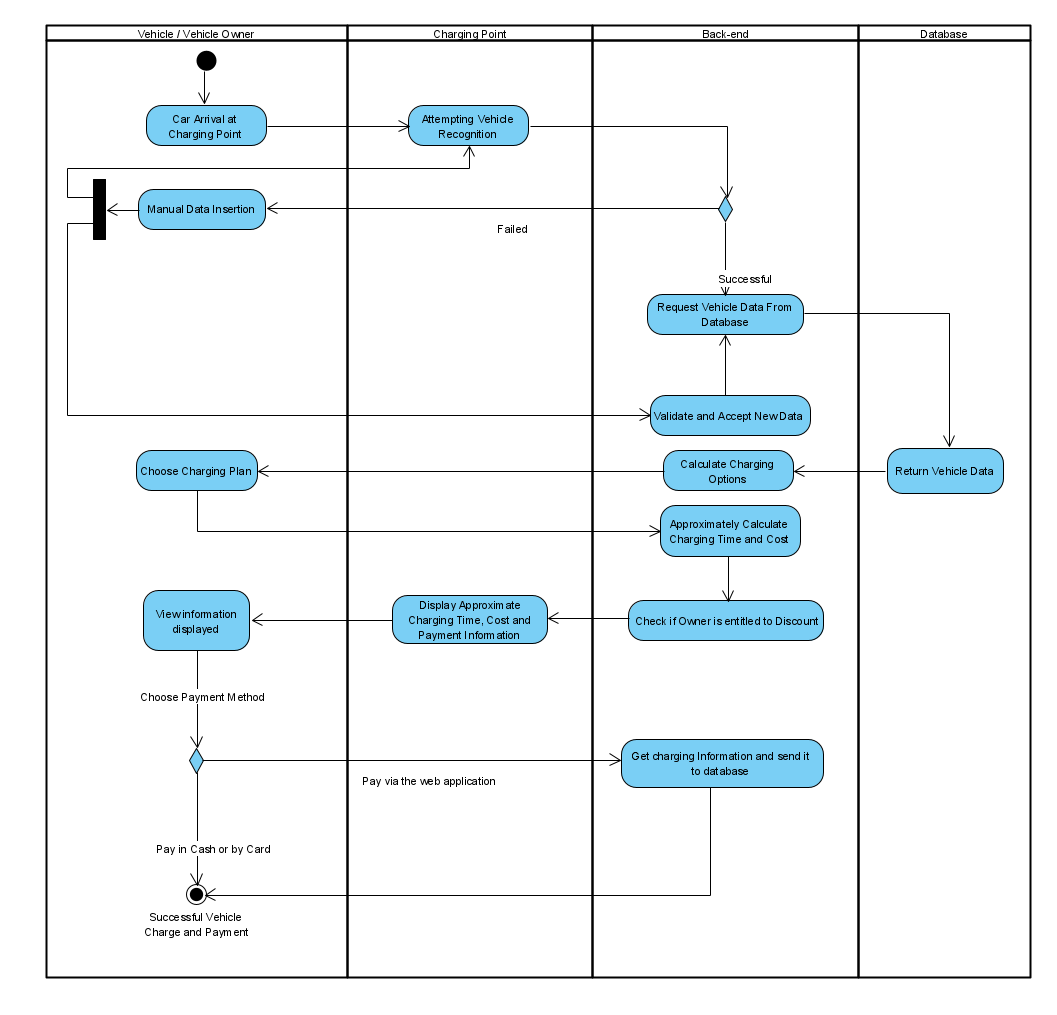 Vehicle / Vehicle Owner
Charging Point
Back-end
Database
Car Arrival at
Charging Point
Attempting Vehicle
Recognition
Manual Data Insertion
Failed
Successful
Request Vehicle Data From
Database
Validate and Accept New Data
Choose Charging Plan
Calculate Charging
Options
Return Vehicle Data
Approximately Calculate
Charging Time and Cost
View information
displayed
Display Approximate
Charging Time, Cost and
Payment Information
Check if Owner is entitled to Discount
Choose Payment Method
Get charging Information and send it
to database
Pay via the web application
Pay in Cash or by Card
Successful Vehicle
Charge and Payment